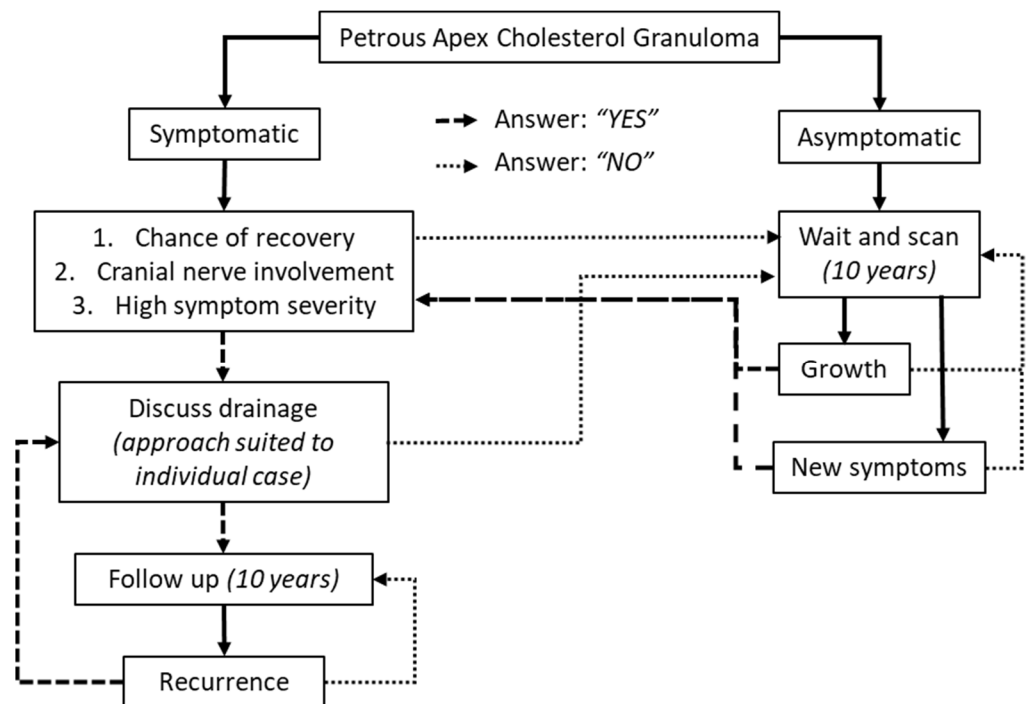 Petrous Apex Cholesterol Granuloma
Symptomatic
Answer: “YES”
Answer: “NO”
Asymptomatic
1. Chance of recovery
2. Cranial nerve involvement
3. High symptom severity
Wait and scan
(10 years)
Growth
Discuss drainage
(approach suited to
individual case)
New symptoms
Follow up (10 years)
Recurrence